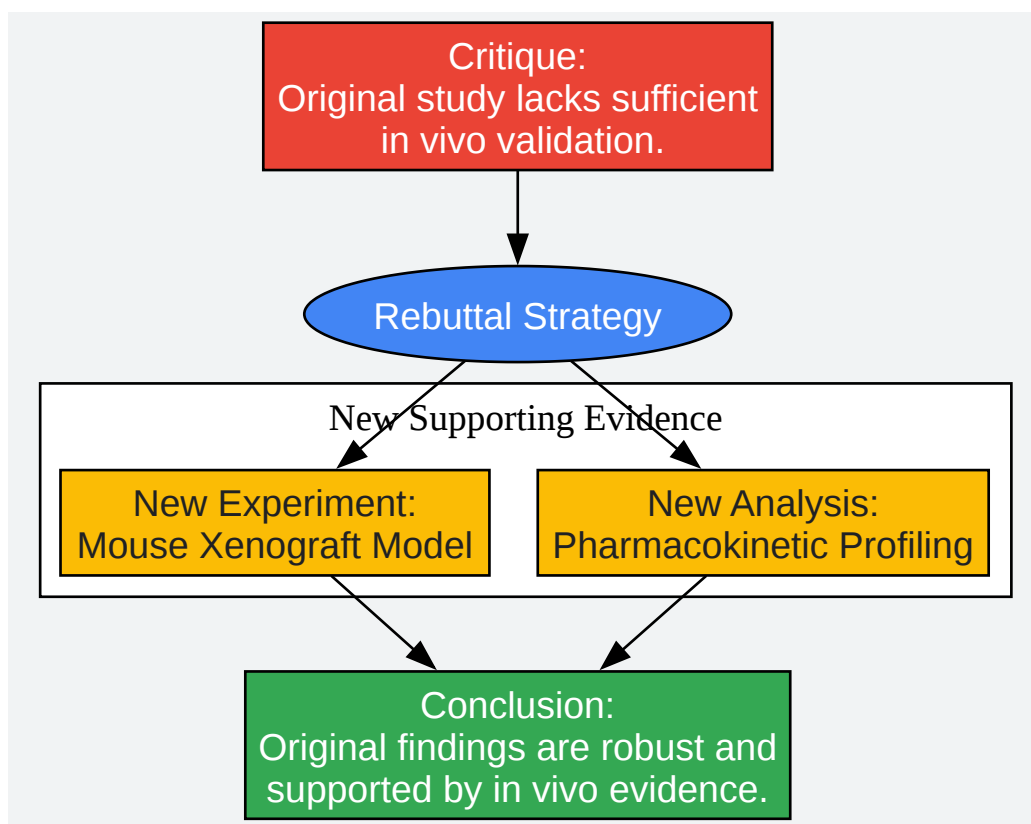 Critique:
Original study lacks sufficient
in vivo validation.
Rebuttal Strategy
New Supporting Evidence
New Experiment:
Mouse Xenograft Model
New Analysis:
Pharmacokinetic Profiling
Conclusion:
Original findings are robust and
supported by in vivo evidence.